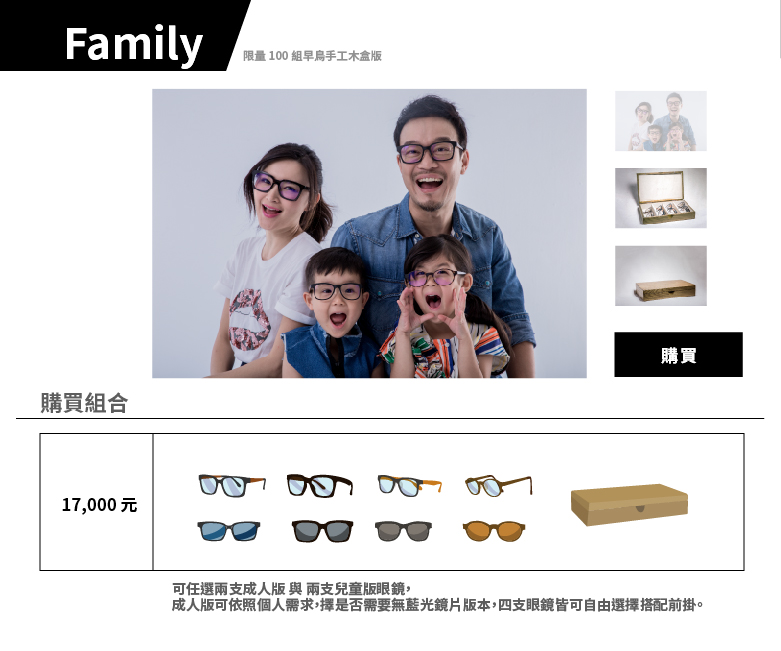 Family
限量 100 組早鳥手工木盒版
購買
購買組合
17,000 元
可任選兩支成人版 與 兩支兒童版眼鏡，
成人版可依照個人需求，擇是否需要無藍光鏡片版本，四支眼鏡皆可自由選擇搭配前掛。